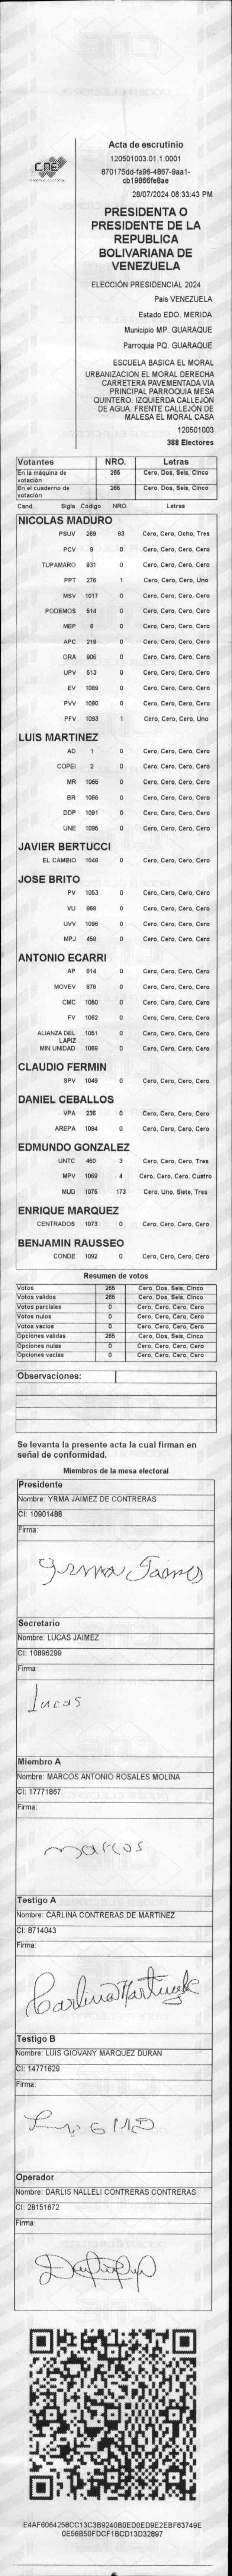 CNE
Acta de escrutinio
120501003.01.1.0001
870175dd-fa96-4867-9aa1-
cb19866fe8ae
28/07/2024 06:33:43 PM
PRESIDENTA O
PRESIDENTE DE LA
REPUBLICA
BOLIVARIANA DE
VENEZUELA
ELECCIÓN PRESIDENCIAL 2024
Pais VENEZUELA
Estado EDO. MERIDA
Municipio MP. GUARAQUE
Parroquia PQ. GUARAQUE
ESCUELA BASICA EL MORAL
URBANIZACIÓN EL MORAL DERECHA
CARRETERA PAVEMENTADA VIA
PRINCIPAL PARROQUIA MESA
QUINTERO. IZQUIERDA CALLEJÓN
DE AGUA. FRENTE CALLEJÓN DE
MALESA EL MORAL CASA
120501003
388 Electores
Votantes NRO. Letras
En la máquina de votación 265 Cero, Dos, Seis, Cinco
En el cuaderno de votación 265 Cero, Dos, Seis, Cinco
Cand. Sigla Código NRO. Letras
NICOLAS MADURO
PSUV 269 83 Cero, Cero, Ocho, Tres
PCV 9 0 Cero, Cero, Cero, Cero
TUPAMARO 831 0 Cero, Cero, Cero, Cero
PPT 276 1 Cero, Cero, Cero, Uno
MSV 1017 0 Cero, Cero, Cero, Cero
PODEMOS 514 0 Cero, Cero, Cero, Cero
MEP 6 0 Cero, Cero, Cero, Cero
APC 219 0 Cero, Cero, Cero, Cero
ORA 906 0 Cero, Cero, Cero, Cero
UPV 513 0 Cero, Cero, Cero, Cero
EV 1089 0 Cero, Cero, Cero, Cero
PVV 1090 0 Cero, Cero, Cero, Cero
PFV 1093 1 Cero, Cero, Cero, Uno
LUIS MARTINEZ
AD 1 0 Cero, Cero, Cero, Cero
COPEI 2 0 Cero, Cero, Cero, Cero
MR 1065 0 Cero, Cero, Cero, Cero
BR 1066 0 Cero, Cero, Cero, Cero
DDP 1091 0 Cero, Cero, Cero, Cero
UNE 1095 0 Cero, Cero, Cero, Cero
JAVIER BERTUCCI
EL CAMBIO 1048 0 Cero, Cero, Cero, Cero
JOSE BRITO
PV 1053 0 Cero, Cero, Cero, Cero
VU 868 0 Cero, Cero, Cero, Cero
UVV 1096 0 Cero, Cero, Cero, Cero
MPJ 459 0 Cero, Cero, Cero, Cero
ANTONIO ECARRI
AP 814 0 Cero, Cero, Cero, Cero
MOVEV 878 0 Cero, Cero, Cero, Cero
CMC 1050 0 Cero, Cero, Cero, Cero
FV 1062 0 Cero, Cero, Cero, Cero
ALIANZA DEL LAPIZ 1051 0 Cero, Cero, Cero, Cero
MIN UNIDAD 1069 0 Cero, Cero, Cero, Cero
CLAUDIO FERMIN
SPV 1049 0 Cero, Cero, Cero, Cero
DANIEL CEBALLOS
VPA 236 0 Cero, Cero, Cero, Cero
AREPA 1094 0 Cero, Cero, Cero, Cero
EDMUNDO GONZALEZ
UNTC 460 3 Cero, Cero, Cero, Tres
MPV 1069 4 Cero, Cero, Cero, Cuatro
MUD 1075 173 Cero, Uno, Siete, Tres
ENRIQUE MARQUEZ
CENTRADOS 1073 0 Cero, Cero, Cero, Cero
BENJAMIN RAUSSEO
CONDE 1092 0 Cero, Cero, Cero, Cero
Resumen de votos
Votos 265 Cero, Dos, Seis, Cinco
Votos validos 265 Cero, Dos, Seis, Cinco
Votos parciales 0 Cero, Cero, Cero, Cero
Votos nulos 0 Cero, Cero, Cero, Cero
Votos vacios 0 Cero, Cero, Cero, Cero
Opciones validas 265 Cero, Dos, Seis, Cinco
Opciones nulas 0 Cero, Cero, Cero, Cero
Opciones vacias 0 Cero, Cero, Cero, Cero
Observaciones:
Se levanta la presente acta la cual firman en
señal de conformidad.
Miembros de la mesa electoral
Presidente
Nombre: YRMA JAIMEZ DE CONTRERAS
CI: 10901488
Firma:
Yrma Jaimes
Secretario
Nombre: LUCAS JAIMEZ
CI: 10896299
Firma:
Lucas
Miembro A
Nombre: MARCOS ANTONIO ROSALES MOLINA
CI: 17771867
Firma:
marcos
Testigo A
Nombre: CARLINA CONTRERAS DE MARTINEZ
CI: 8714043
Firma:
Carlina Martinez
Testigo B
Nombre: LUIS GIOVANY MARQUEZ DURAN
CI: 14771629
Firma:
Operador
Nombre: DARLIS NALLELI CONTRERAS CONTRERAS
CI: 28151672
Firma:
E4AF6064258CC13C3B9240B0ED0ED9E2EBF63749E
0E56B50FDCF1BCD13D32897